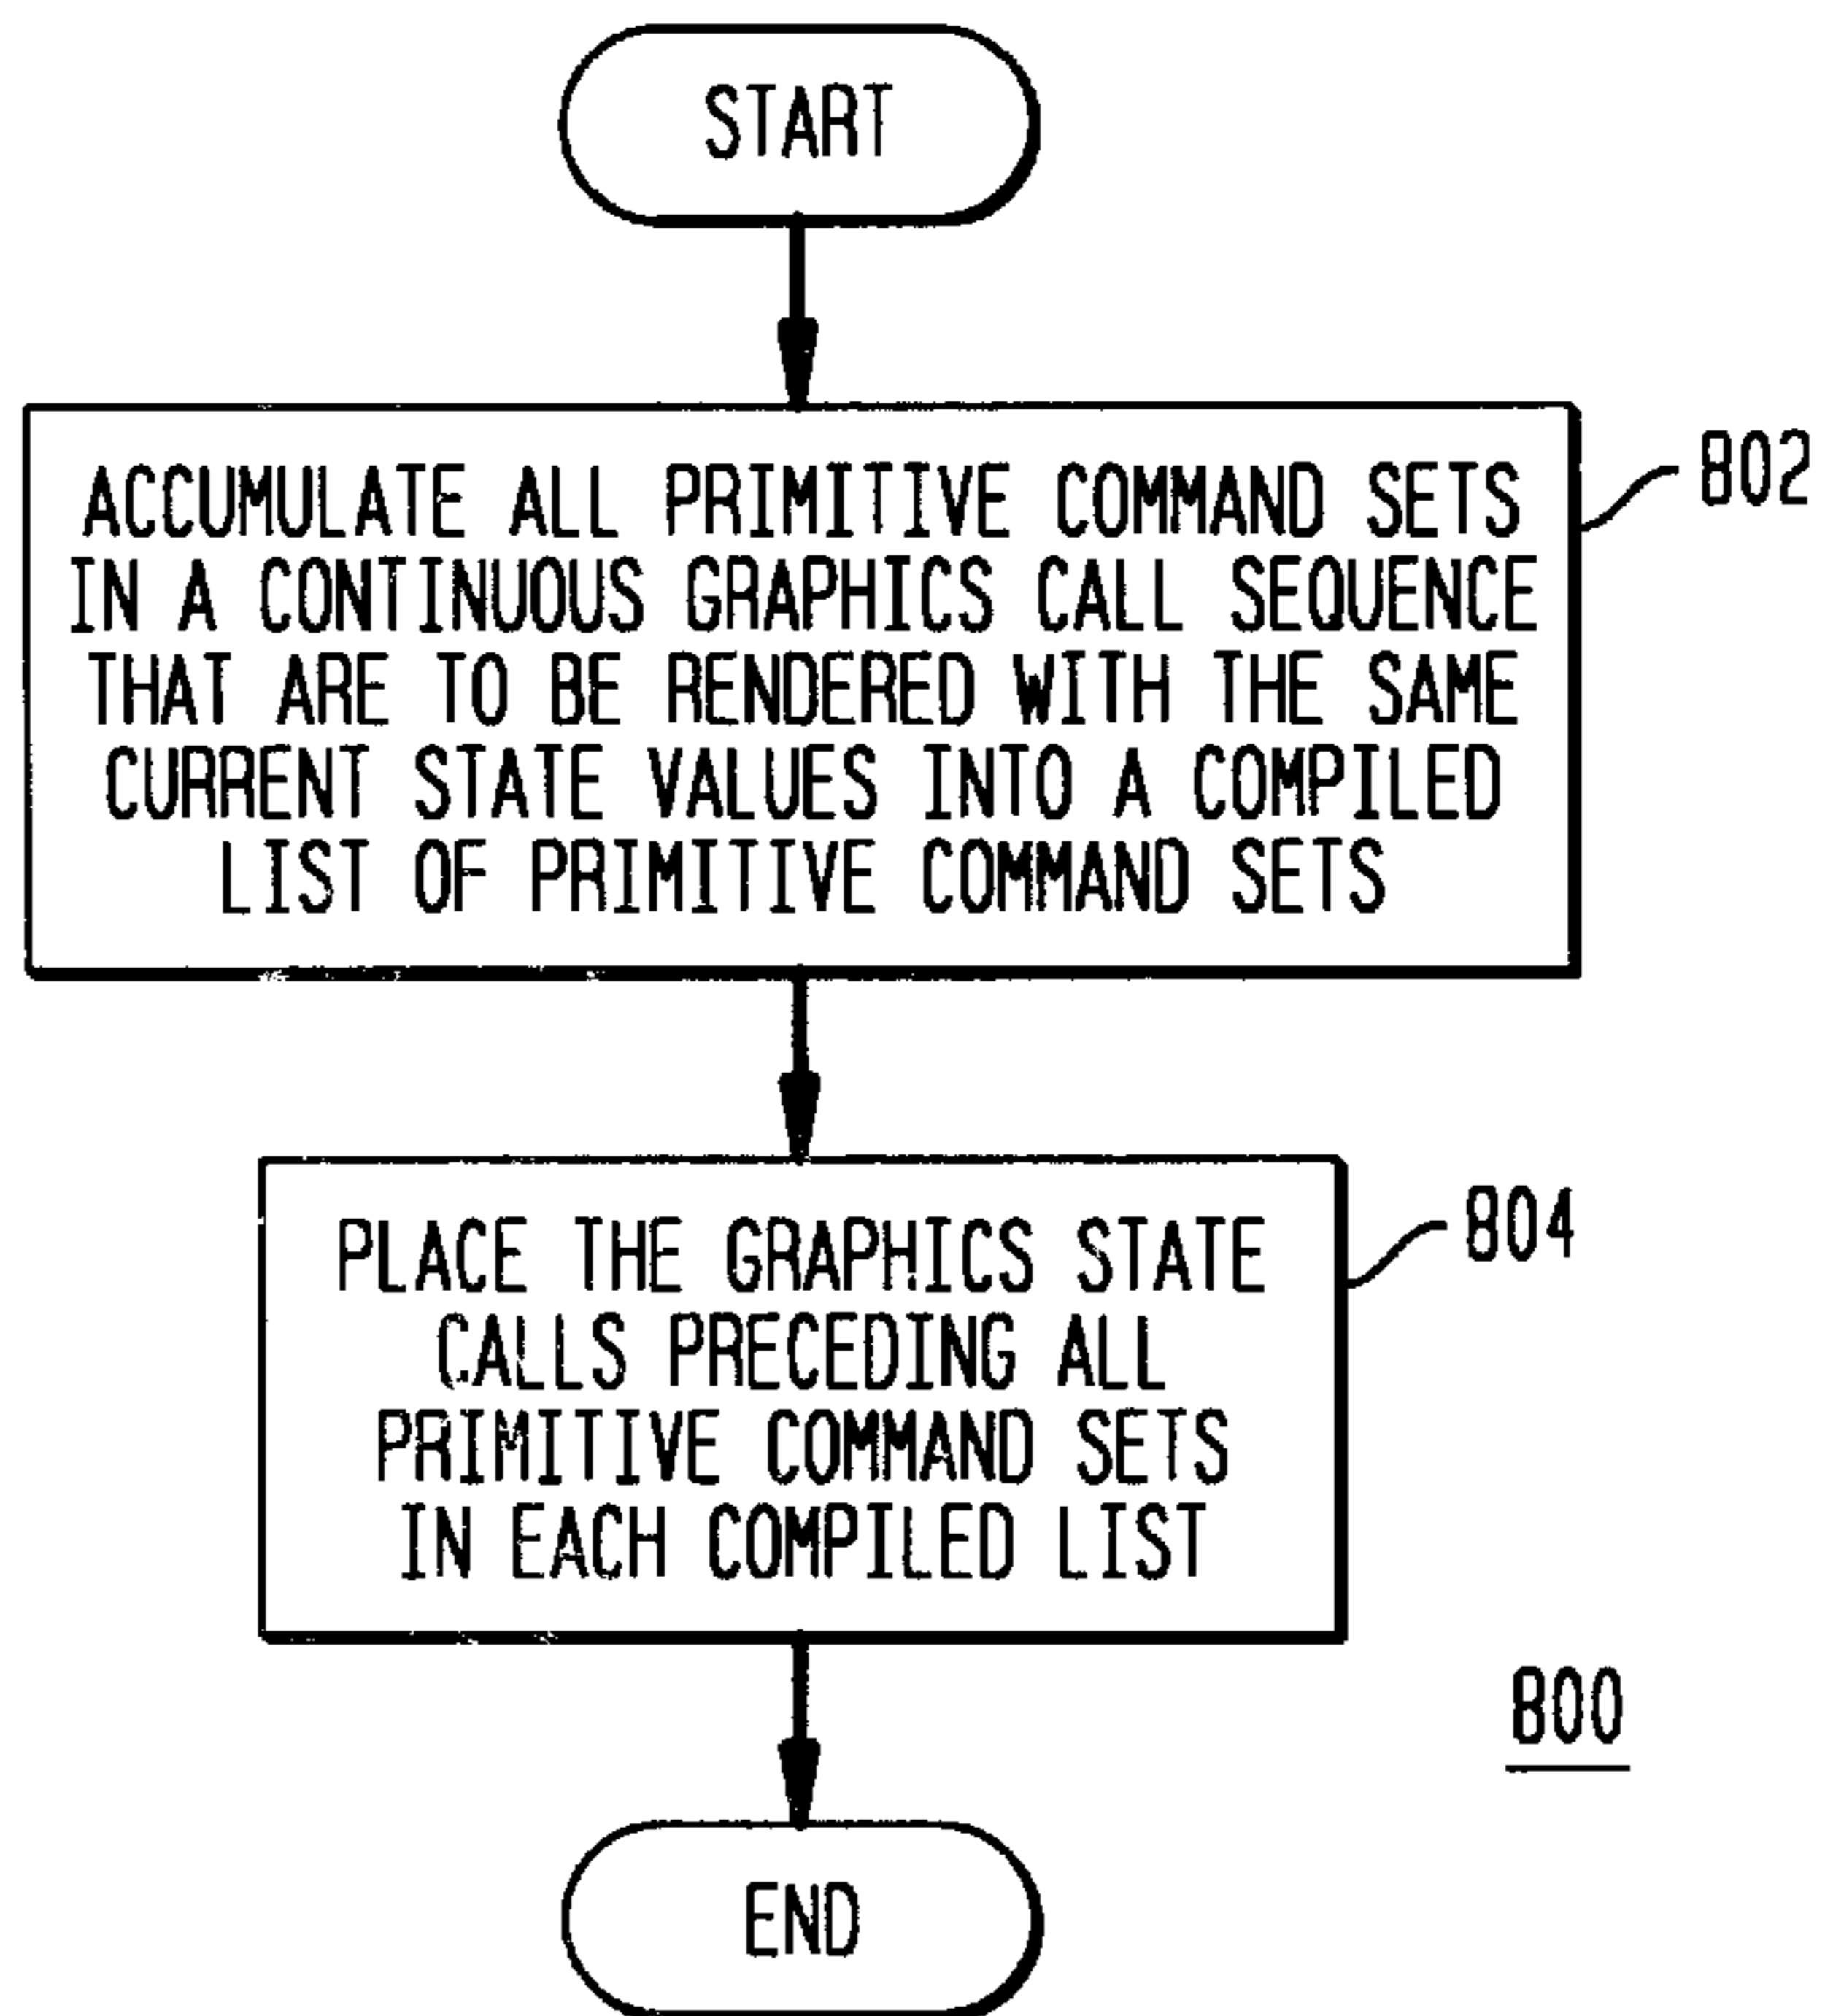 START
ACCUMULATE ALL PRIMITIVE COMMAND SETS
IN A CONTINUOUS GRAPHICS CALL SEQUENCE
THAT ARE TO BE RENDERED WITH THE SAME
CURRENT STATE VALUES INTO A COMPILED
LIST OF PRIMITIVE COMMAND SETS
802
PLACE THE GRAPHICS STATE
CALLS PRECEDING ALL
PRIMITIVE COMMAND SETS
IN EACH COMPILED LIST
804
800
END